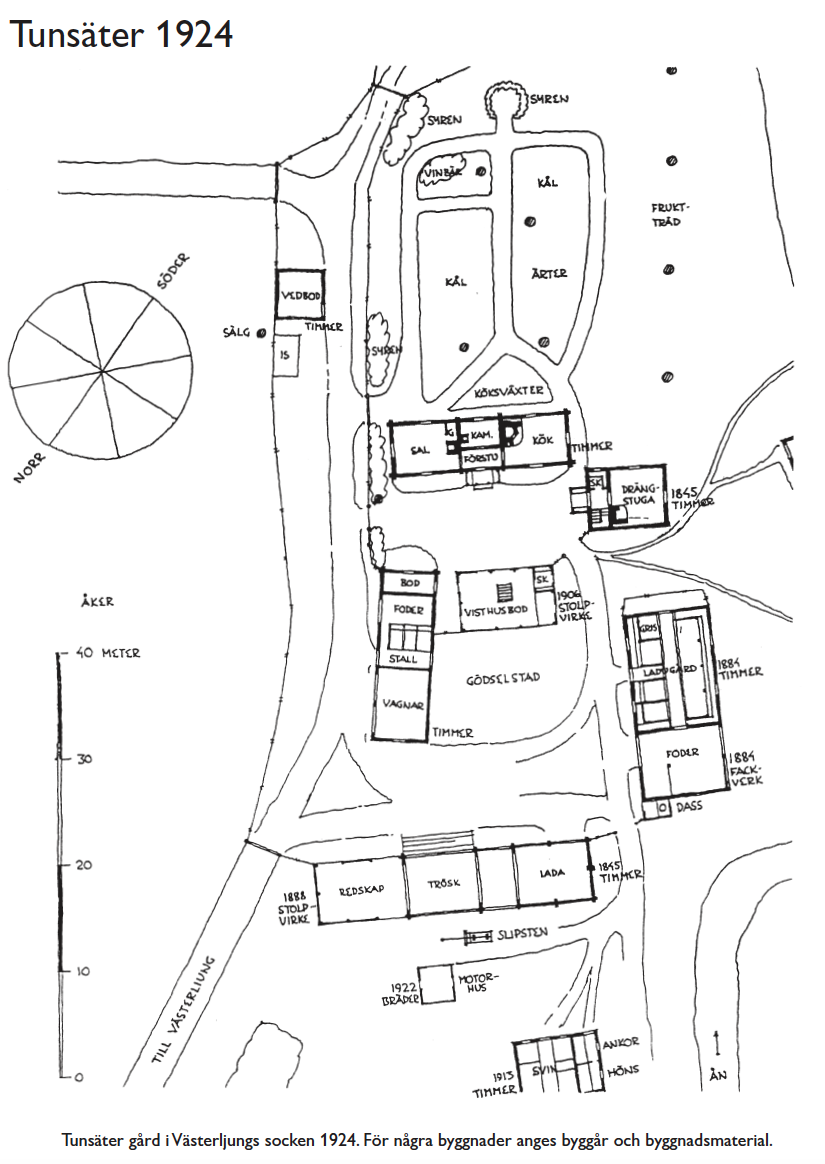 Tunsäter 1924
SYREN
SYREN
VINBÄR
KÅL
FRUKT-
TRÄD
SÖDER
ÄRTER
KÅL
VEDBOD
TIMMER
SÄLG
IS
SYREN
KÖKSVÄXTER
NORR
SAL
G
KAM.
FÖRSTU
KÖK
TIMMER
SK
DRÄNG-
STUGA
1845
TIMMER
BOD
FODER
STALL
VAGNAR
TIMMER
VISTHUSBOD
SK
1906
STOLP-
VIRKE
ÅKER
40 METER
GÖDSELSTAD
GRIS
LADUGÅRD
1884
TIMMER
FODER
1884
FACK-
VERK
DASS
30
20
10
0
REDSKAP
TRÖSK
LADA
1845
TIMMER
1888
STOLP-
VIRKE
SLIPSTEN
1922
BRÄDER
MOTOR-
HUS
TILL VÄSTERLJUNG
1913
TIMMER
SVIN
ANKOR
HÖNS
ÅN
Tunsäter gård i Västerljungs socken 1924. För några byggnader anges byggår och byggnadsmaterial.